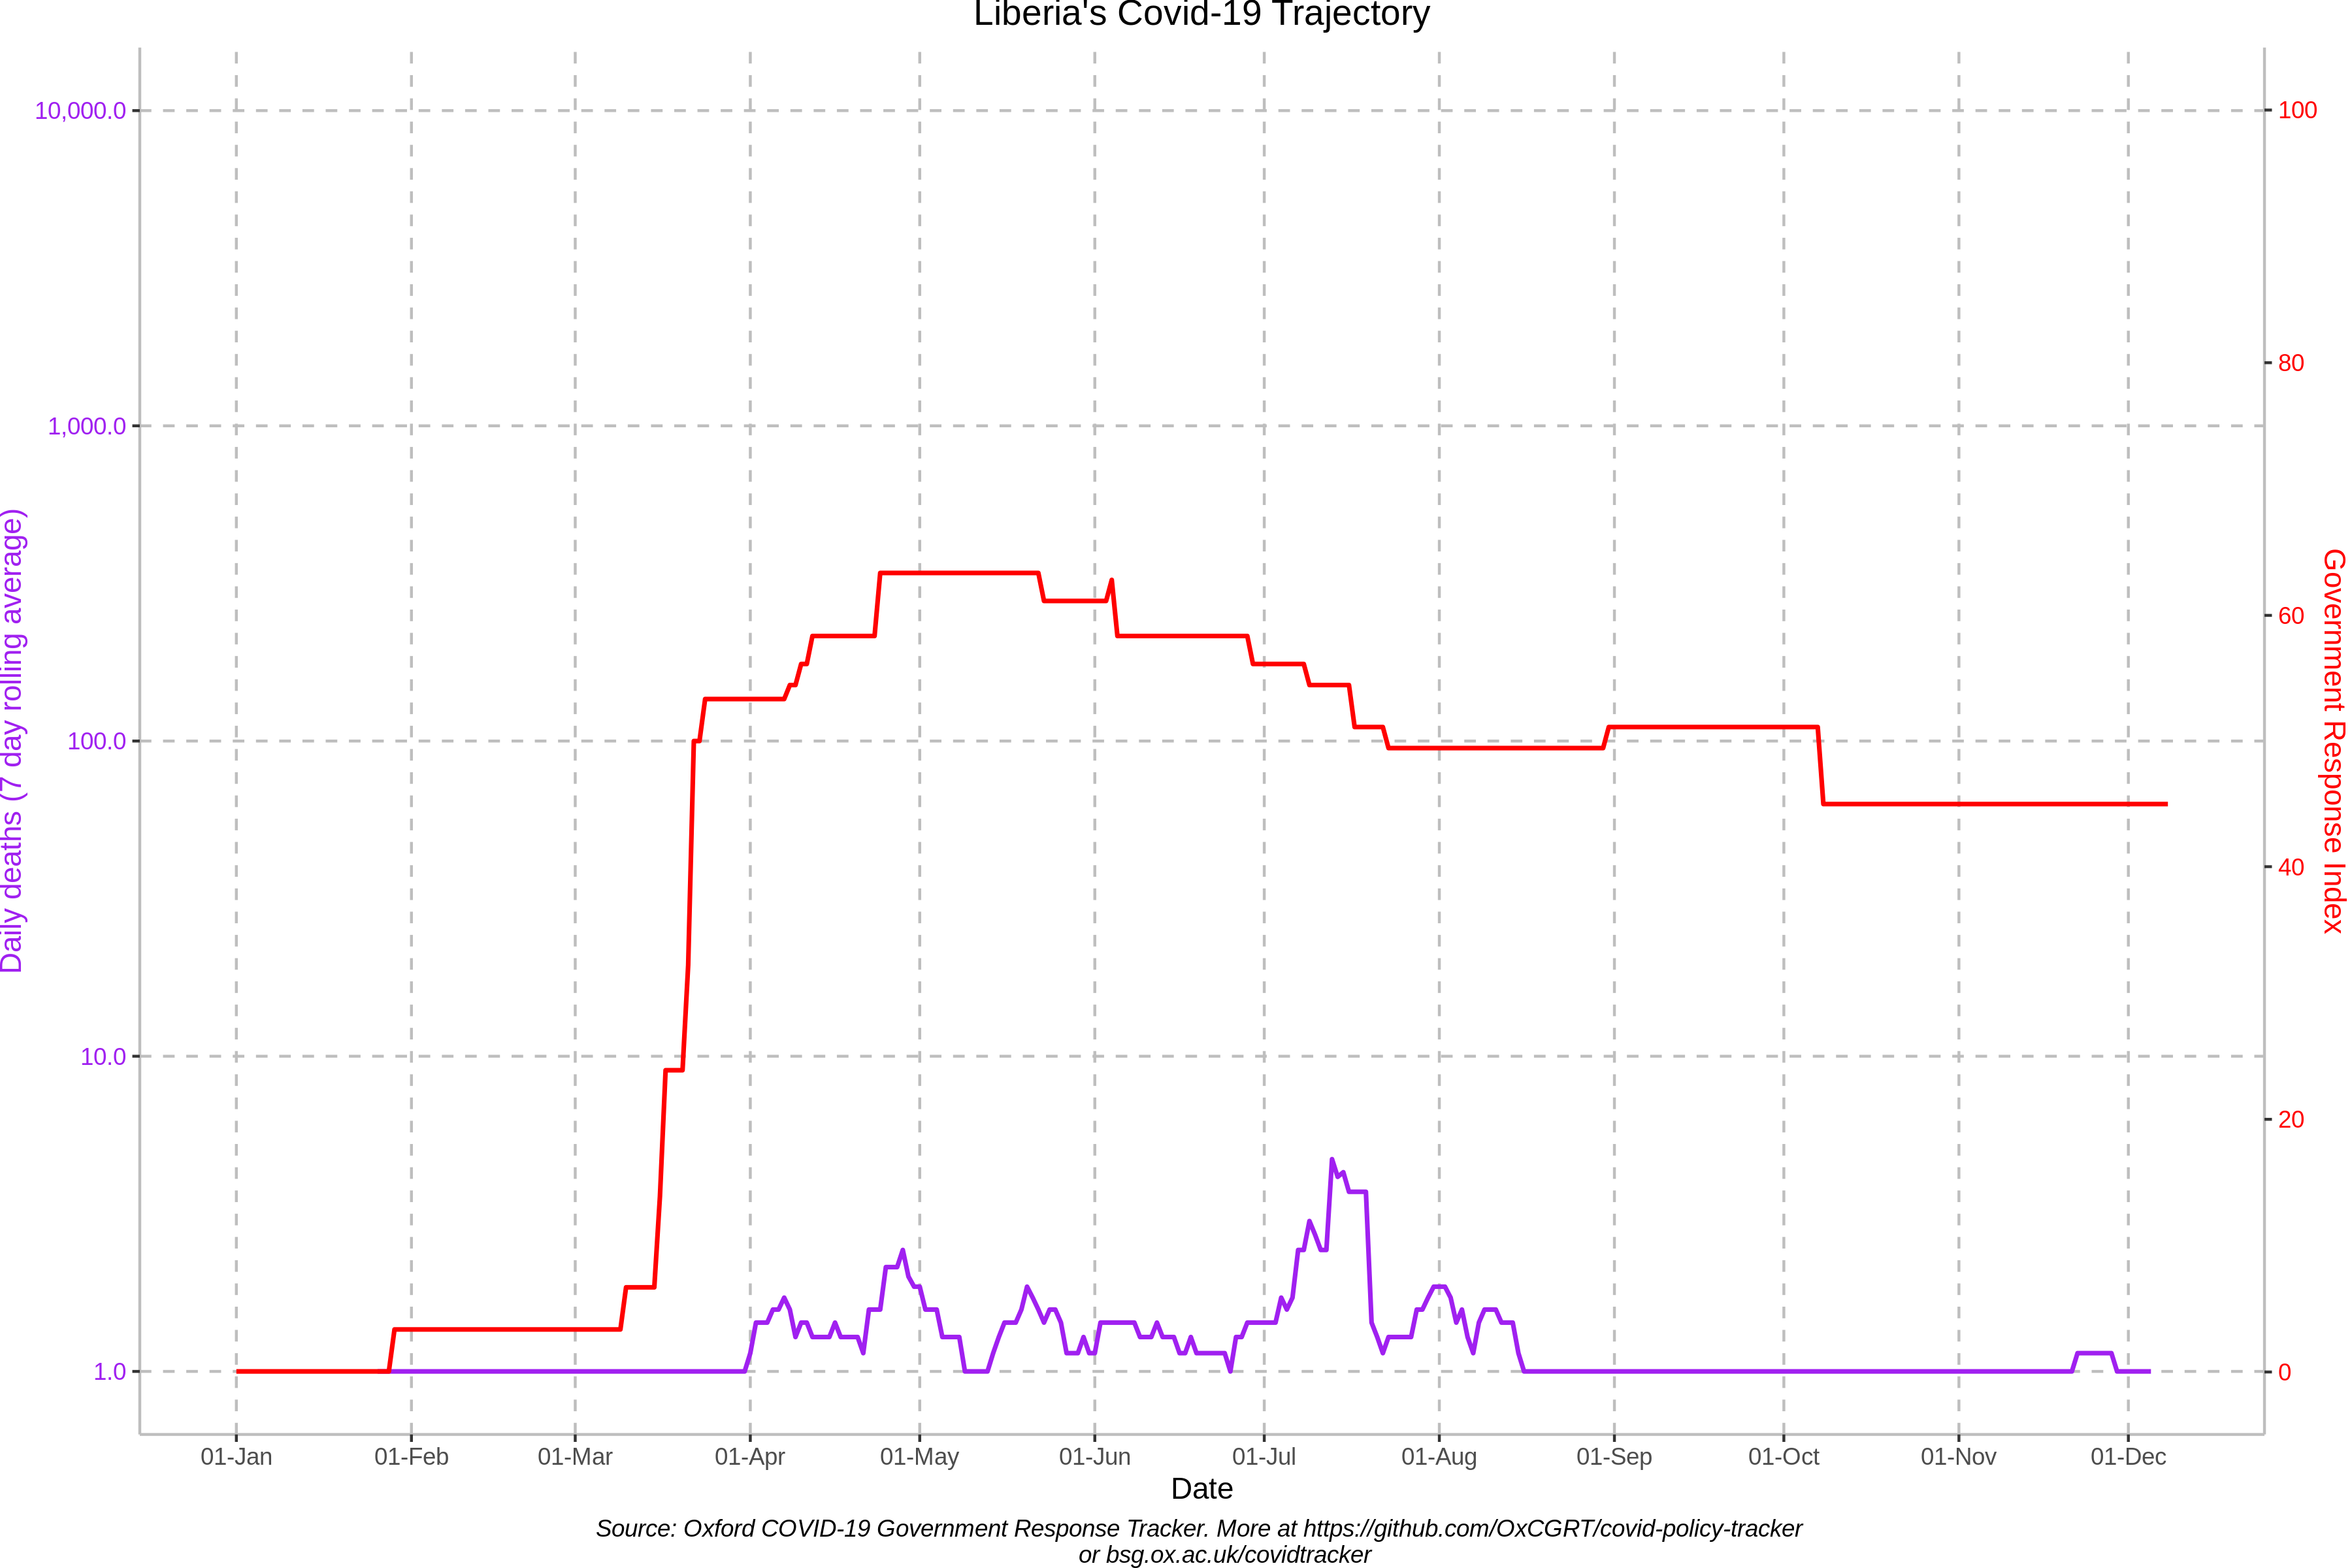 Liberia's Covid-19 Trajectory
10,000.0
1,000.0
100.0
10.0
1.0
Daily deaths (7 day rolling average)
100
80
60
40
20
0
Government Response Index
01-Jan 01-Feb 01-Mar 01-Apr 01-May 01-Jun 01-Jul 01-Aug 01-Sep 01-Oct 01-Nov 01-Dec
Date
Source: Oxford COVID-19 Government Response Tracker. More at https://github.com/OxCGRT/covid-policy-tracker
or bsg.ox.ac.uk/covidtracker